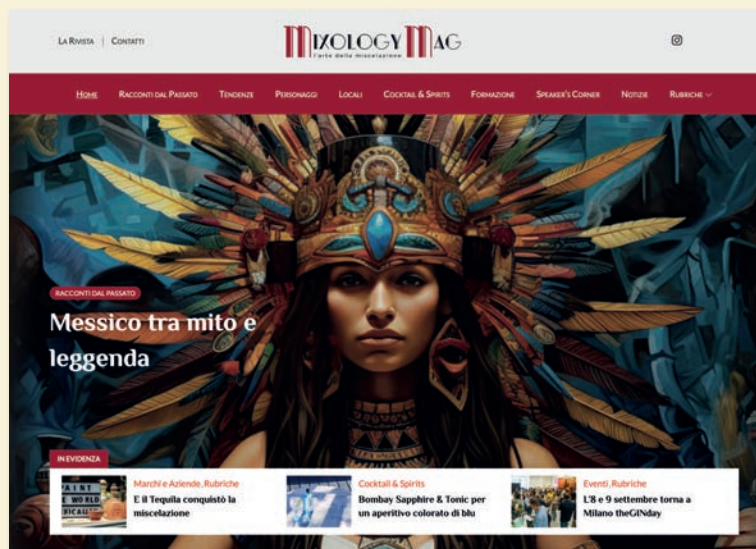 La Rivista | Contatti
MIXOLOGY MAG
l'arte della miscelazione
Home Racconti dal Passato Tendenze Personaggi Locali Cocktail & Spirits Formazione Speaker's Corner Notizie Rubriche
RACCONTI DAL PASSATO
Messico tra mito e
leggenda
IN EVIDENZA
Marchi e Aziende, Rubriche
E il Tequila conquistò la
miscelazione
Cocktail & Spirits
Bombay Sapphire & Tonic per
un aperitivo colorato di blu
Eventi, Rubriche
L'8 e 9 settembre torna a
Milano theGINday